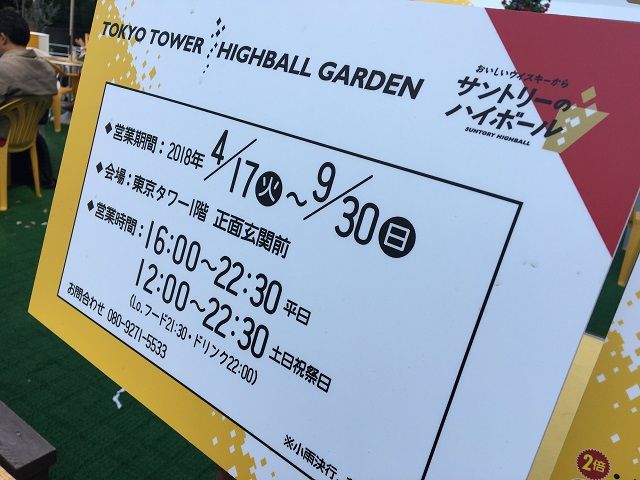 TOKYO TOWER HIGHBALL GARDEN
おいしいウイスキーから
サントリーの
ハイボール
SUNTORY HIGHBALL
◆営業期間：2018年 4/17(火)～9/30(日)
◆会場：東京タワー1階 正面玄関前
◆営業時間：16:00～22:30 平日
12:00～22:30 土日祝祭日
(Lo. フード21:30・ドリンク22:00)
お問合わせ 080-9271-5533
※小雨決行、
2倍